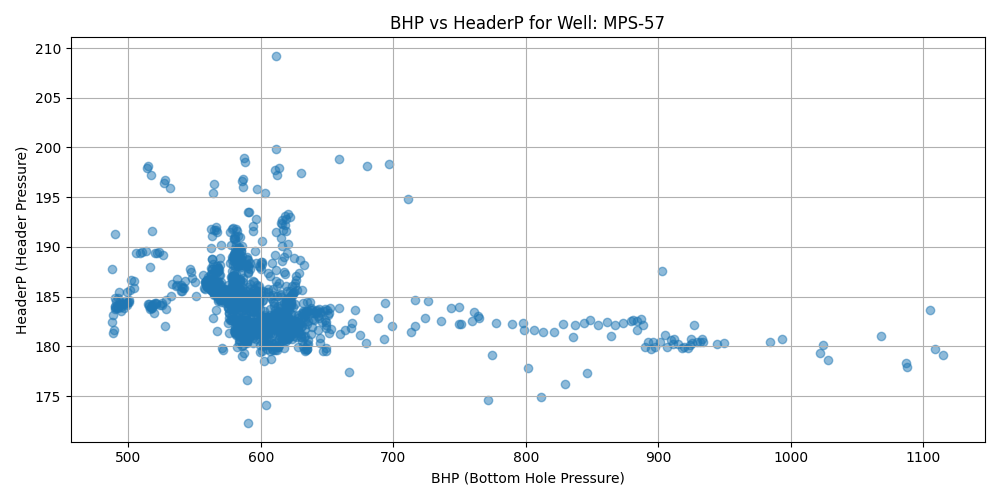 BHP vs HeaderP for Well: MPS-57
HeaderP (Header Pressure)
210
205
200
195
190
185
180
175
500 600 700 800 900 1000 1100
BHP (Bottom Hole Pressure)